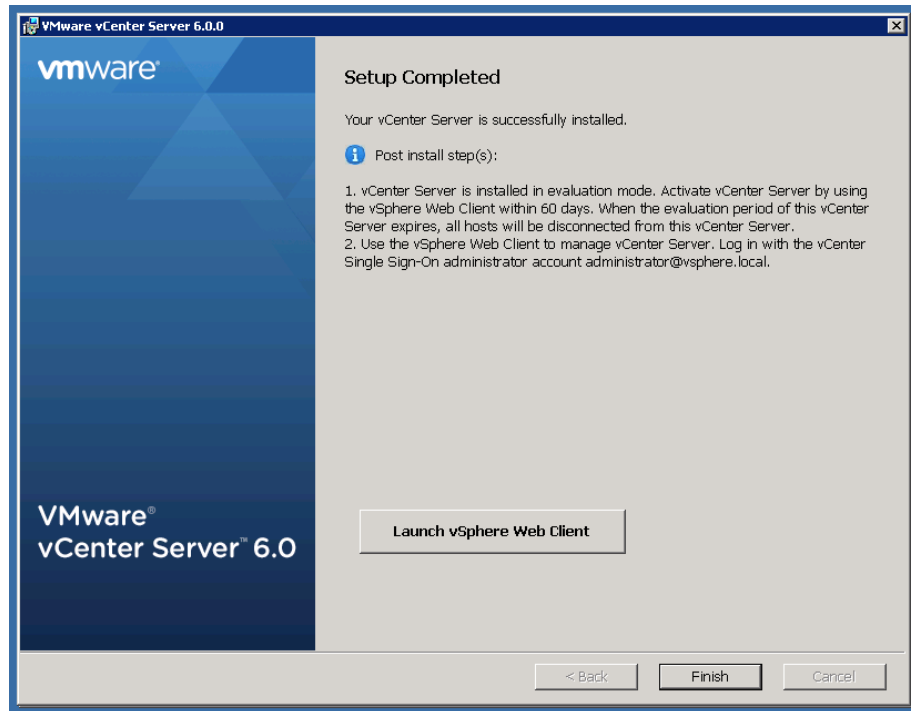 VMware vCenter Server 6.0.0
vmware®
Setup Completed
Your vCenter Server is successfully installed.
Post install step(s):
1. vCenter Server is installed in evaluation mode. Activate vCenter Server by using
the vSphere Web Client within 60 days. When the evaluation period of this vCenter
Server expires, all hosts will be disconnected from this vCenter Server.
2. Use the vSphere Web Client to manage vCenter Server. Log in with the vCenter
Single Sign-On administrator account administrator@vsphere.local.
VMware®
vCenter Server™ 6.0
Launch vSphere Web Client
< Back
Finish
Cancel